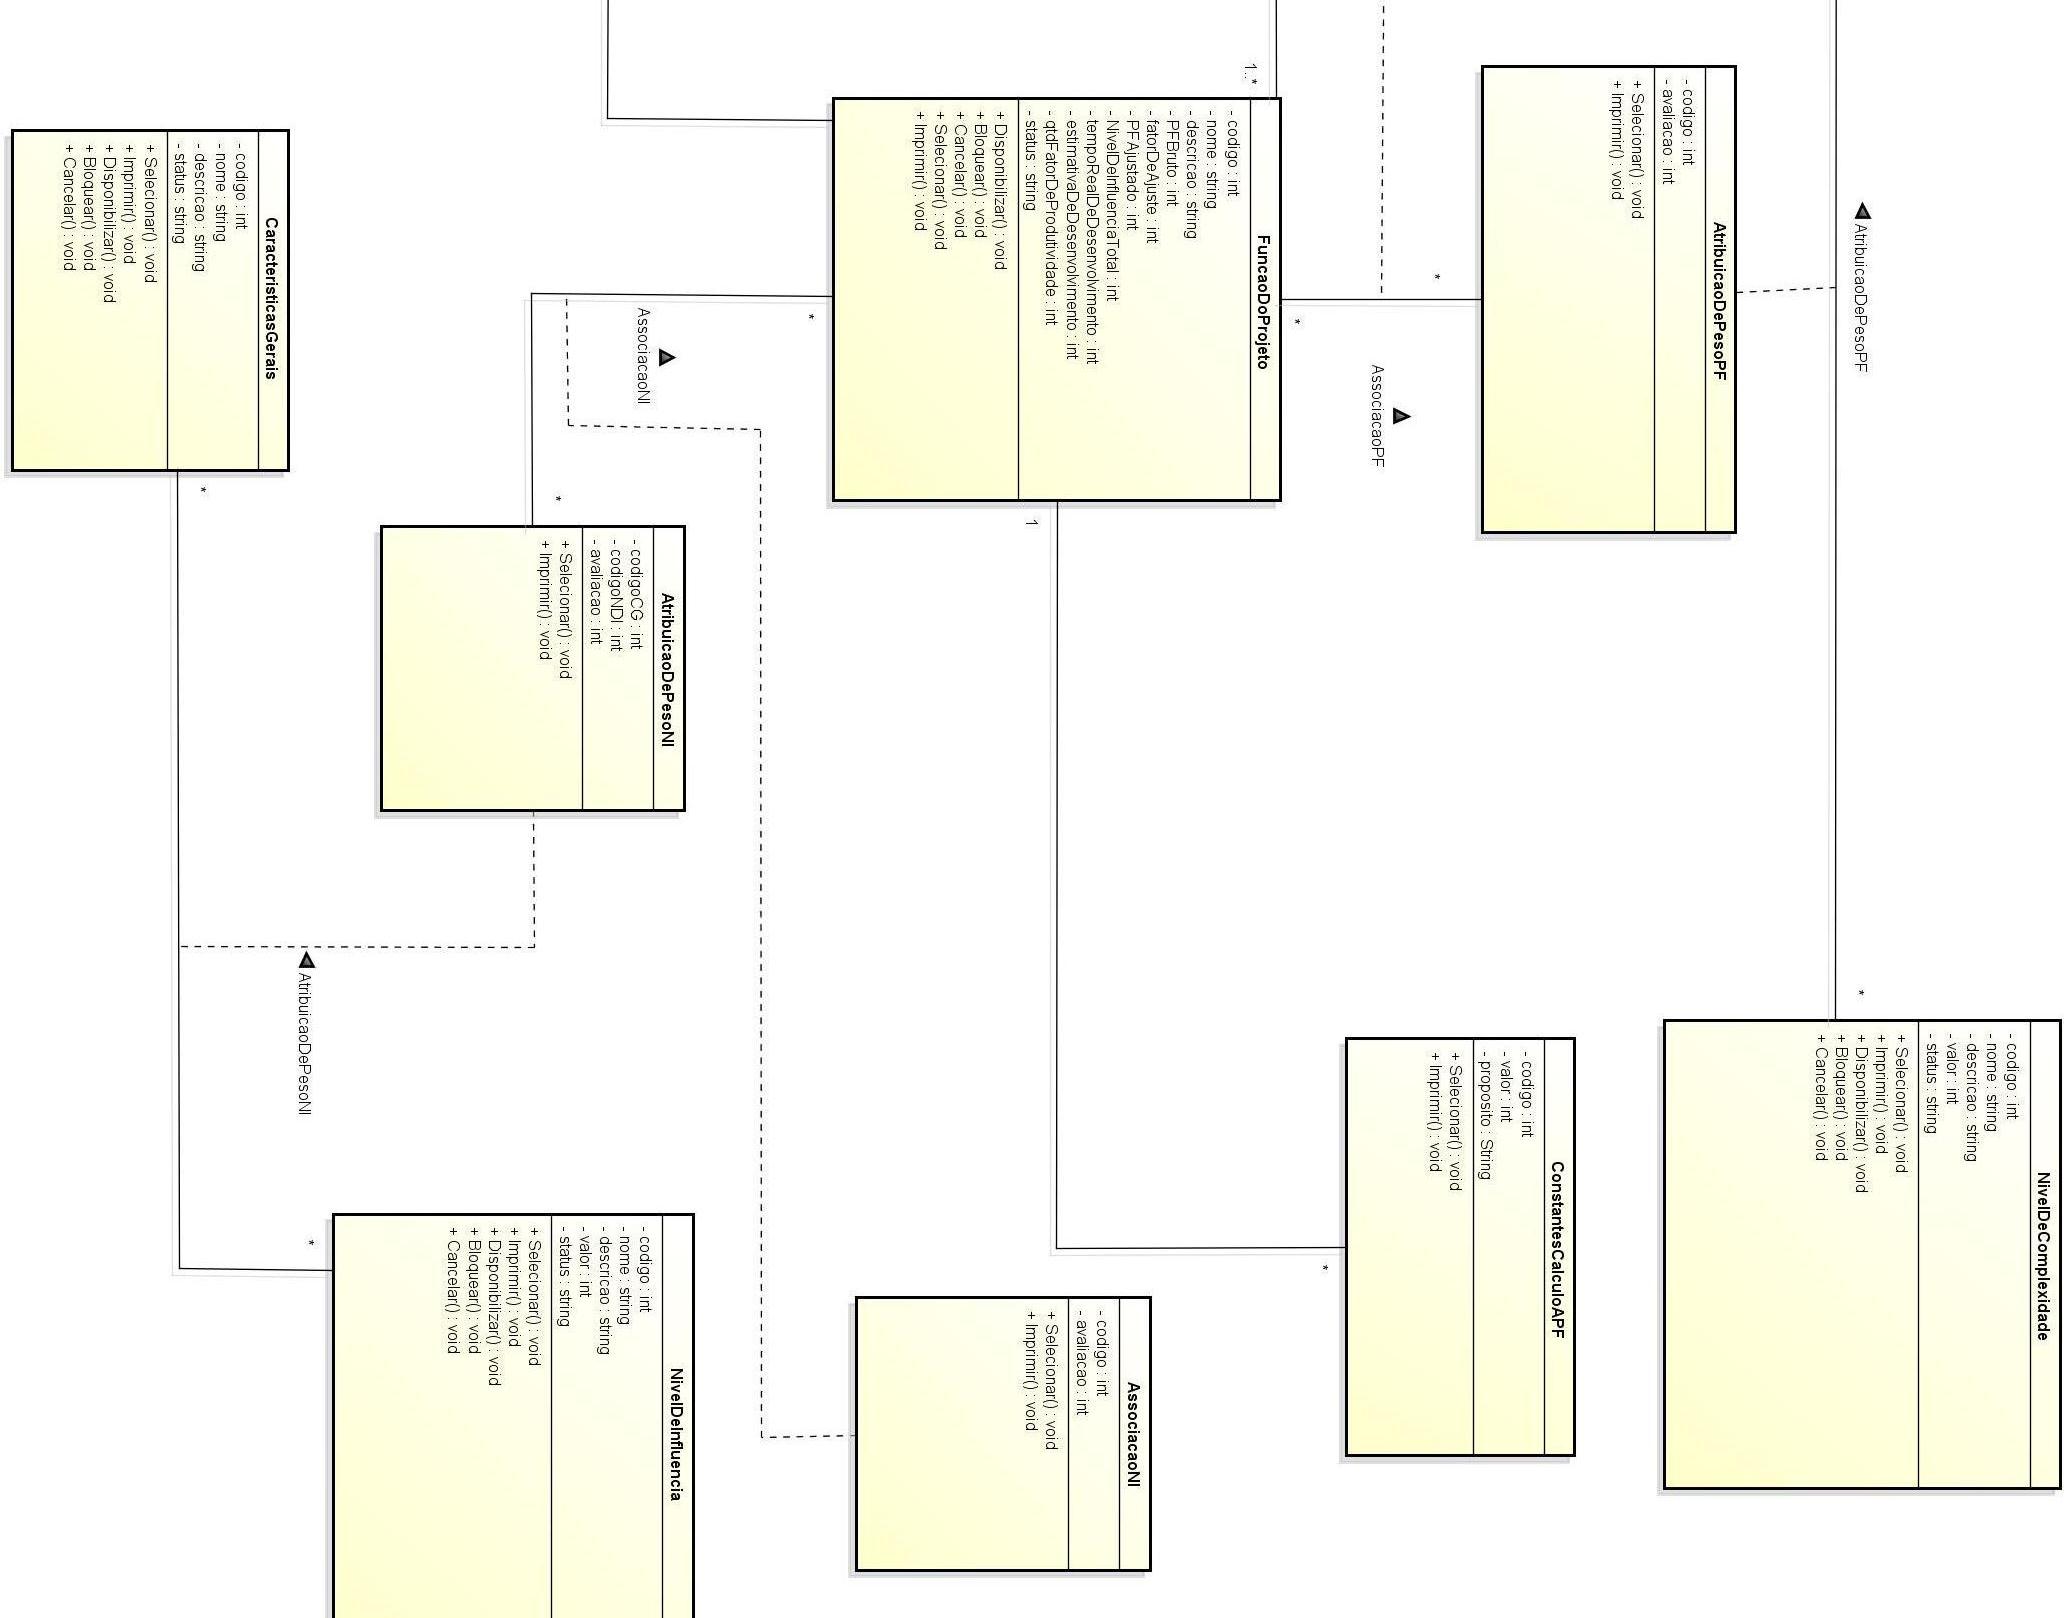 AtribuicaoDePesoPF
AtribuicaoDePesoPF
- codigo : int
- avaliacao : int
+ Selecionar() : void
+ Imprimir() : void
*
*
AssociacaoPF
NivelDeComplexidade
- codigo : int
- nome : string
- descricao : string
- valor : int
- status : string
+ Selecionar() : void
+ Imprimir() : void
+ Disponibilizar() : void
+ Bloquear() : void
+ Cancelar() : void
*
1..*
FuncaoDoProjeto
- codigo : int
- nome : string
- descricao : string
- PFBruto : int
- fatorDeAjuste : int
- PFAjustado : int
- NivelDeInfluenciaTotal : int
- tempoRealDeDesenvolvimento : int
- estimativaDeDesenvolvimento : int
- qtdFatorDeProdutividade : int
- status : string
+ Disponibilizar() : void
+ Bloquear() : void
+ Cancelar() : void
+ Selecionar() : void
+ Imprimir() : void
1
*
ConstantesCalculoAPF
- codigo : int
- valor : int
- proposito : String
+ Selecionar() : void
+ Imprimir() : void
*
AssociacaoNI
- codigo : int
- avaliacao : int
+ Selecionar() : void
+ Imprimir() : void
AssociacaoNI
*
AtribuicaoDePesoNI
- codigoCG : int
- codigoNDI : int
- avaliacao : int
+ Selecionar() : void
+ Imprimir() : void
NivelDeInfluencia
- codigo : int
- nome : string
- descricao : string
- valor : int
- status : string
+ Selecionar() : void
+ Imprimir() : void
+ Disponibilizar() : void
+ Bloquear() : void
+ Cancelar() : void
*
AtribuicaoDePesoNI
CaracteristicasGerais
- codigo : int
- nome : string
- descricao : string
- status : string
+ Selecionar() : void
+ Imprimir() : void
+ Disponibilizar() : void
+ Bloquear() : void
+ Cancelar() : void
*